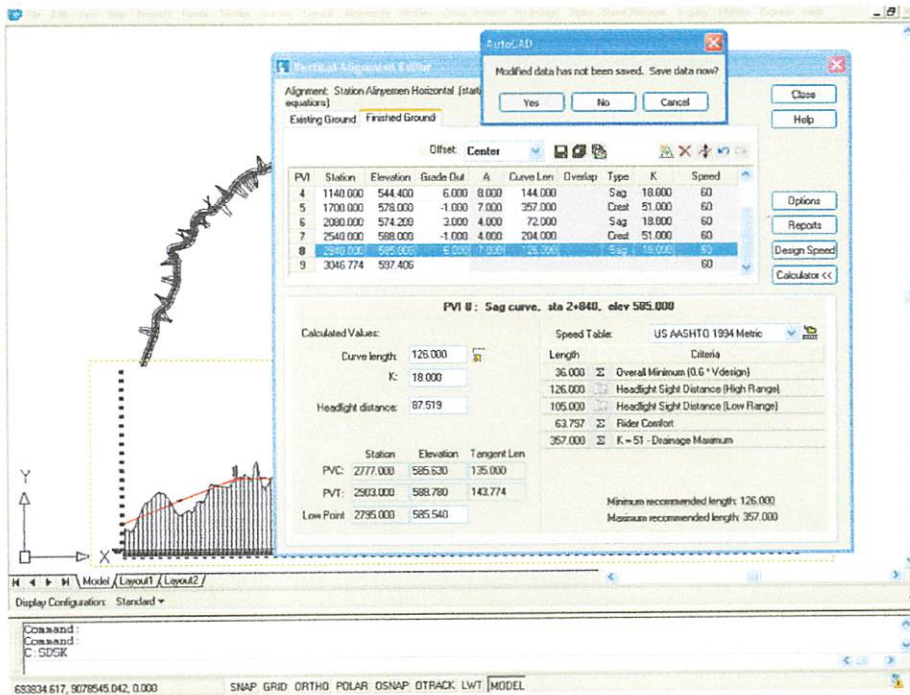 AutoCAD
Modified data has not been saved. Save data now?
Yes No Cancel
Vertical Alignment Editor
Alignment: Station Alinyemen Horizontal (starti
equations)
Close
Help
Existing Ground Finished Ground
Offset: Center
PVI Station Elevation Grade Out A Curve Len Overlap Type K Speed
4 1140.000 544.400 6.000 8.000 144.000 Sag 18.000 60
5 1700.000 578.000 -1.000 7.000 357.000 Crest 51.000 60
6 2080.000 574.200 3.000 4.000 72.000 Sag 18.000 60
7 2540.000 588.000 -1.000 4.000 204.000 Crest 51.000 60
8 2840.000 585.000 6.000 7.000 126.000 Sag 18.000 60
9 3046.774 597.406 60
Options
Reports
Design Speed
Calculator <<
PVI 8 : Sag curve, sta 2+840, elev 585.000
Calculated Values:
Curve length: 126.000
K: 18.000
Headlight distance: 87.519
Speed Table: US AASHTO 1994 Metric
Length Criteria
36.000 Σ Overall Minimum (0.6 * Vdesign)
126.000 Headlight Sight Distance (High Range)
105.000 Headlight Sight Distance (Low Range)
63.797 Σ Rider Comfort
357.000 Σ K = 51 - Drainage Maximum
Station Elevation Tangent Len
PVC: 2777.000 585.630 135.000
PVT: 2903.000 588.780 143.774
Low Point 2795.000 585.540
Minimum recommended length: 126.000
Maximum recommended length: 357.000
Y
X
Model Layout1 Layout2
Display Configuration: Standard
Command:
Command:
C:SDSK
693834.617, 9078545.042, 0.000 SNAP GRID ORTHO POLAR OSNAP OTRACK LWT MODEL